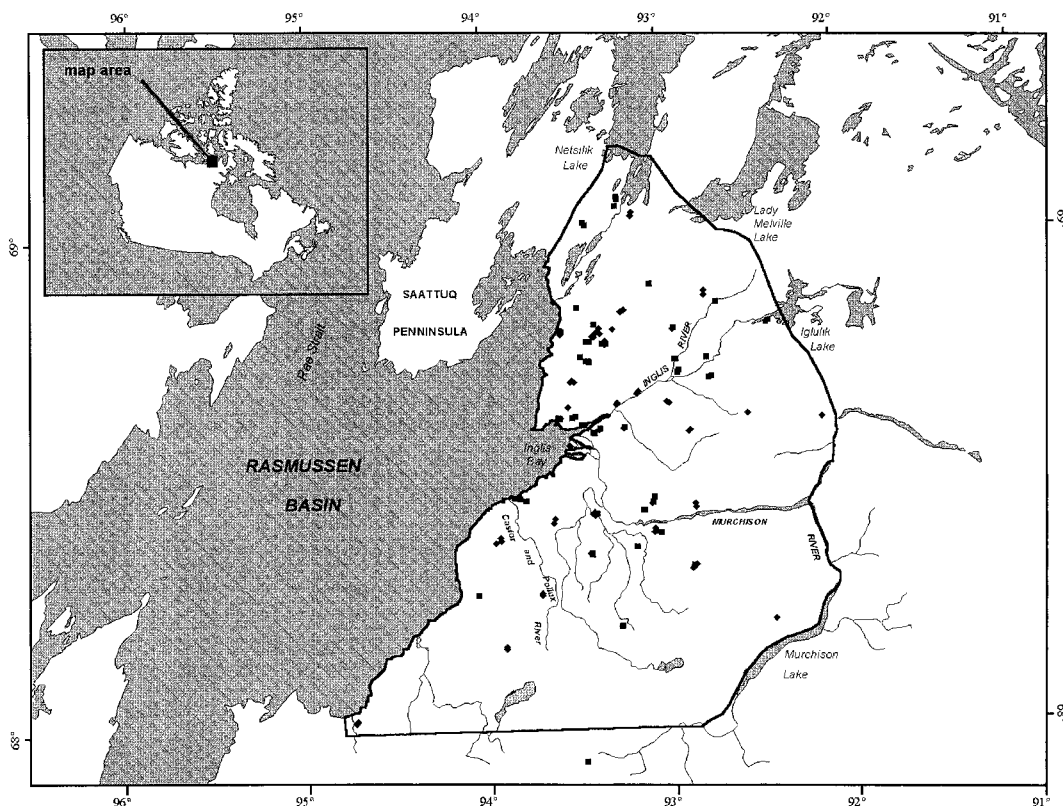 96° 95° 94° 93° 92° 91°
map area
Netsilik
Lake
Lady
Melville
Lake
69°
SAATTUQ
PENNINSULA
Rae Strait
RIVER
INGLIS
Iglulik
Lake
RASMUSSEN
BASIN
Inglis
Bay
MURCHISON
RIVER
Castor and Pollux River
Murchison
Lake
68°
96° 95° 94° 93° 92° 91°